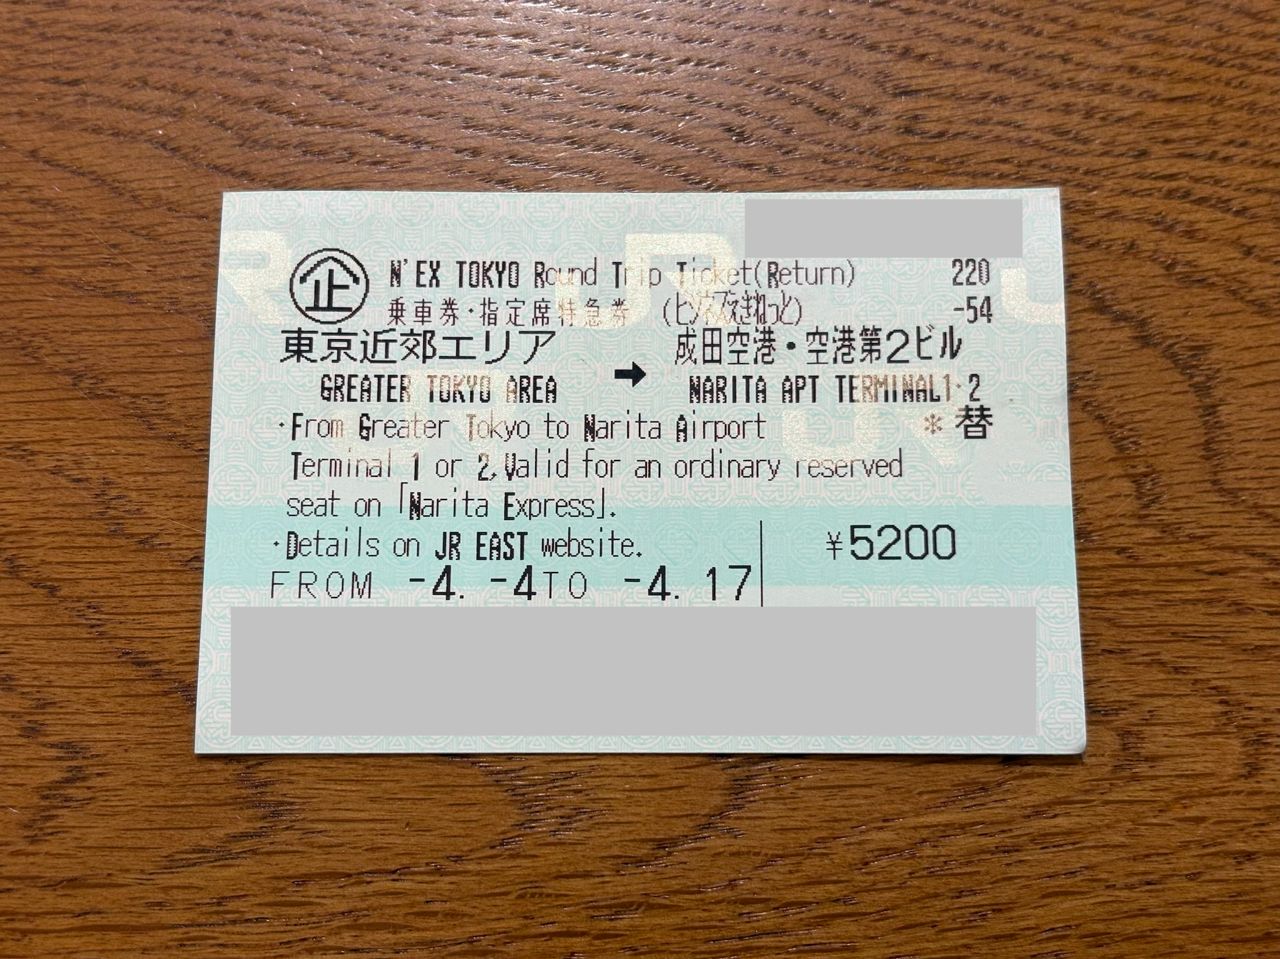 企 N'EX TOKYO Round Trip Ticket(Return) 220
乗車券・指定席特急券 -54
東京近郊エリア → 成田空港・空港第2ビル
GREATER TOKYO AREA NARITA APT TERMINAL1・2
・From Greater Tokyo to Narita Airport ＊替
Terminal 1 or 2,Valid for an ordinary reserved
seat on「Narita Express」.
・Details on JR EAST website. ¥5200
FROM -4. -4TO -4. 17